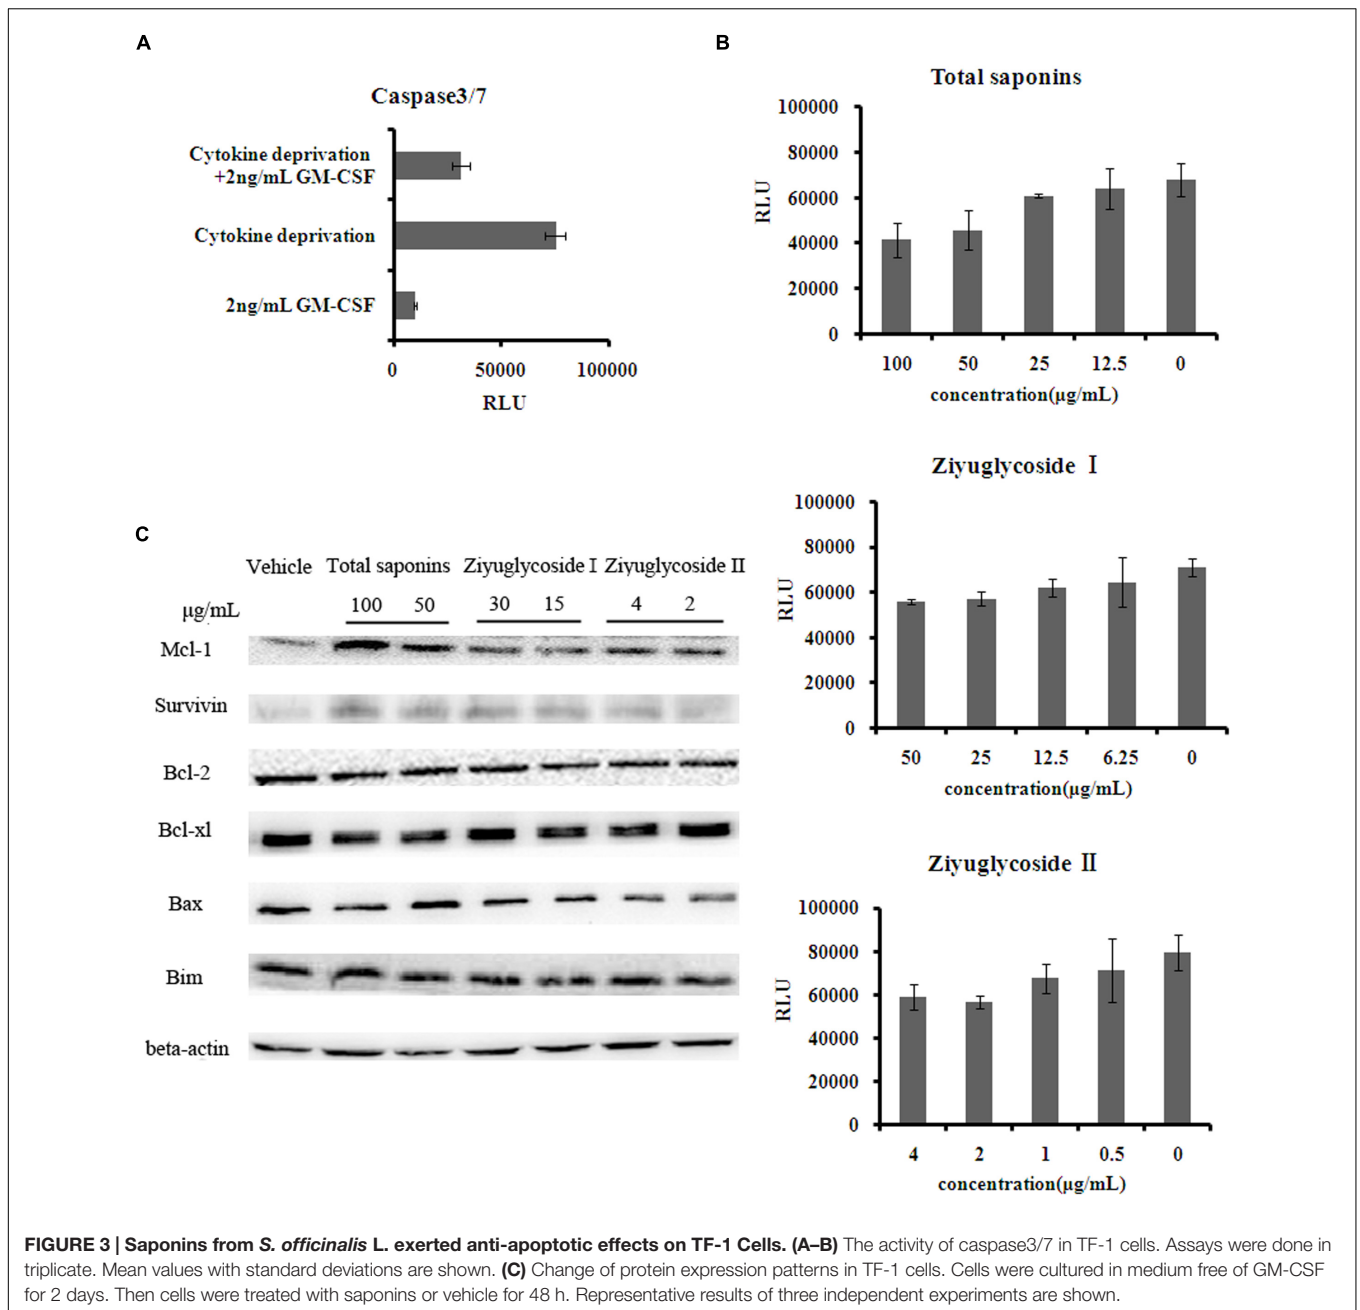 A
Caspase3/7
Cytokine deprivation
+2ng/mL GM-CSF
Cytokine deprivation
2ng/mL GM-CSF
0 50000 100000
RLU
B
Total saponins
100000
80000
60000
40000
20000
0
RLU
100 50 25 12.5 0
concentration(μg/mL)
Ziyuglycoside Ⅰ
100000
80000
60000
40000
20000
0
RLU
50 25 12.5 6.25 0
concentration(μg/mL)
Ziyuglycoside Ⅱ
100000
80000
60000
40000
20000
0
RLU
4 2 1 0.5 0
concentration(μg/mL)
C
Vehicle Total saponins Ziyuglycoside I Ziyuglycoside II
μg/mL 100 50 30 15 4 2
Mcl-1
Survivin
Bcl-2
Bcl-xl
Bax
Bim
beta-actin
FIGURE 3 | Saponins from S. officinalis L. exerted anti-apoptotic effects on TF-1 Cells. (A–B) The activity of caspase3/7 in TF-1 cells. Assays were done in
triplicate. Mean values with standard deviations are shown. (C) Change of protein expression patterns in TF-1 cells. Cells were cultured in medium free of GM-CSF
for 2 days. Then cells were treated with saponins or vehicle for 48 h. Representative results of three independent experiments are shown.